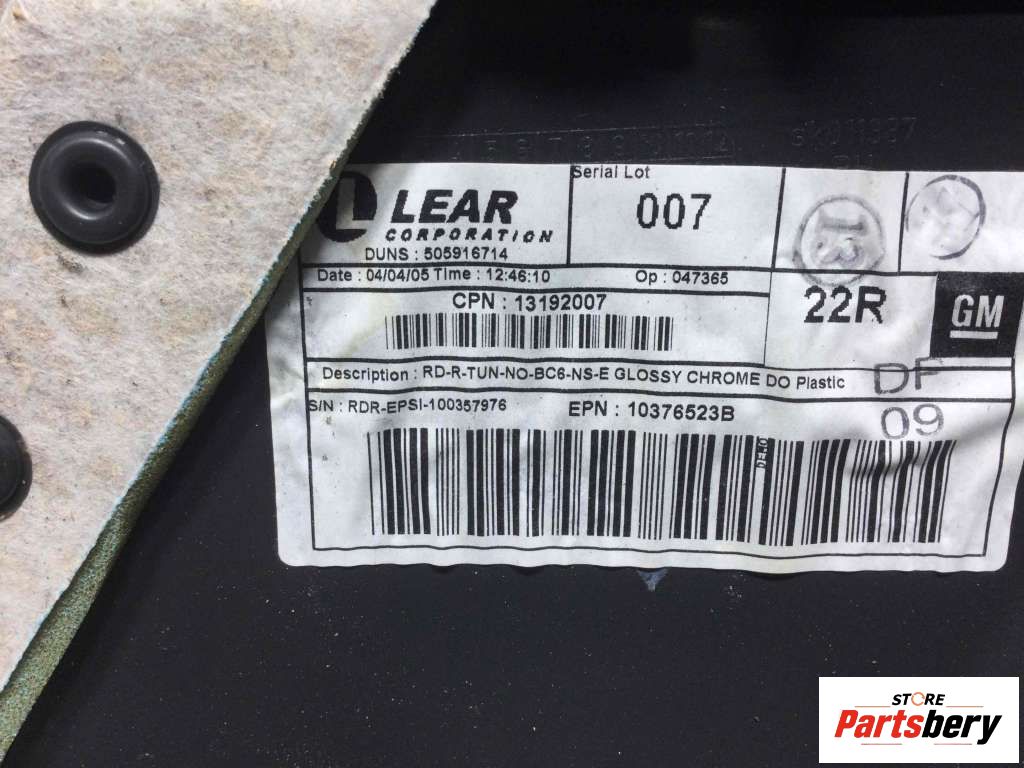 LEAR
CORPORATION
DUNS : 505916714
Serial Lot
007
13
Date : 04/04/05 Time : 12:46:10 Op : 047365
CPN : 13192007
22R
GM
Description : RD-R-TUN-NO-BC6-NS-E GLOSSY CHROME DO Plastic
DF
S/N : RDR-EPSI-100357976
EPN : 10376523B
09
STORE
Partsbery